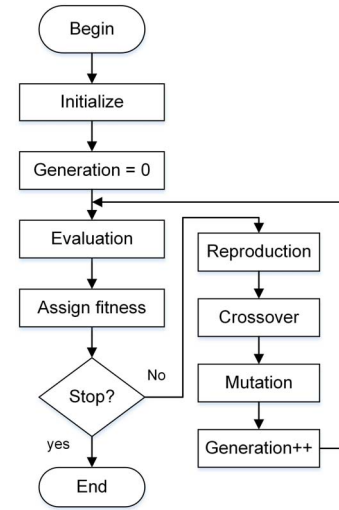 Begin
Initialize
Generation = 0
Evaluation
Assign fitness
Stop?
yes
End
No
Reproduction
Crossover
Mutation
Generation++